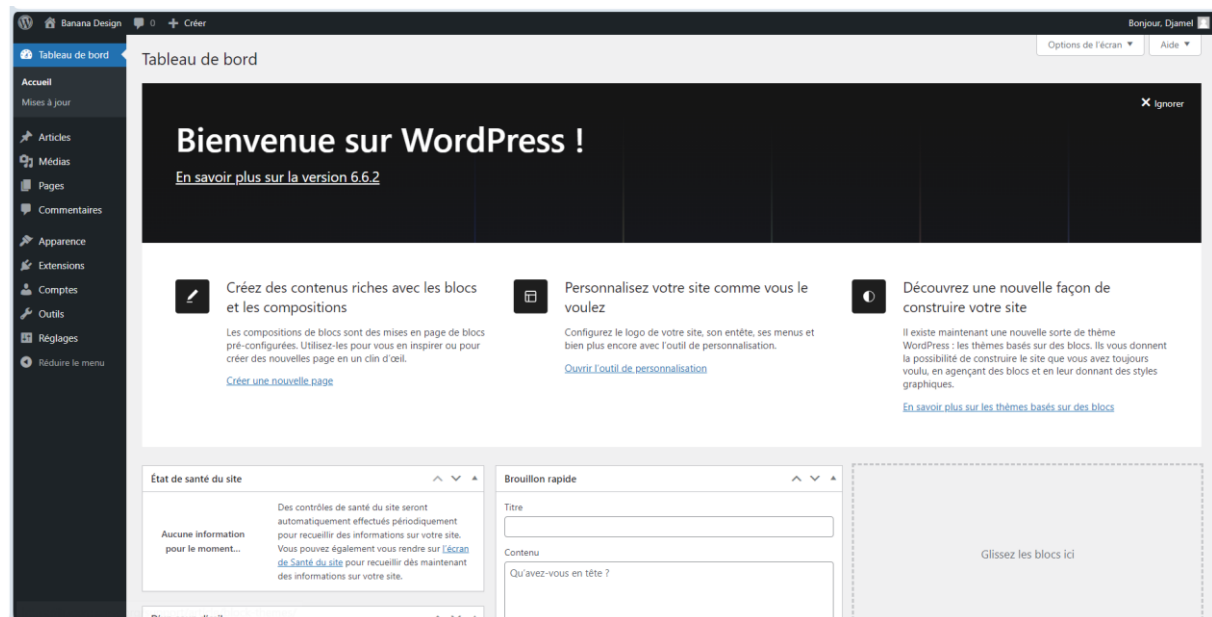 Banana Design 0 Créer Bonjour, Djamel
Options de l'écran ▼ Aide ▼
Tableau de bord
Accueil
Mises à jour
Articles
Médias
Pages
Commentaires
Apparence
Extensions
Comptes
Outils
Réglages
Réduire le menu
Tableau de bord
Ignorer
Bienvenue sur WordPress !
En savoir plus sur la version 6.6.2
Créez des contenus riches avec les blocs
et les compositions
Les compositions de blocs sont des mises en page de blocs
pré-configurées. Utilisez-les pour vous en inspirer ou pour
créer des nouvelles page en un clin d'œil.
Créer une nouvelle page
Personnalisez votre site comme vous le
voulez
Configurez le logo de votre site, son entête, ses menus et
bien plus encore avec l'outil de personnalisation.
Ouvrir l'outil de personnalisation
Découvrez une nouvelle façon de
construire votre site
Il existe maintenant une nouvelle sorte de thème
WordPress : les thèmes basés sur des blocs. Ils vous donnent
la possibilité de construire le site que vous avez toujours
voulu, en agençant des blocs et en leur donnant des styles
graphiques.
En savoir plus sur les thèmes basés sur des blocs
État de santé du site
Aucune information
pour le moment...
Des contrôles de santé du site seront
automatiquement effectués périodiquement
pour recueillir des informations sur votre site.
Vous pouvez également vous rendre sur l'écran
de Santé du site pour recueillir dès maintenant
des informations sur votre site.
Brouillon rapide
Titre
Contenu
Qu'avez-vous en tête ?
Glissez les blocs ici